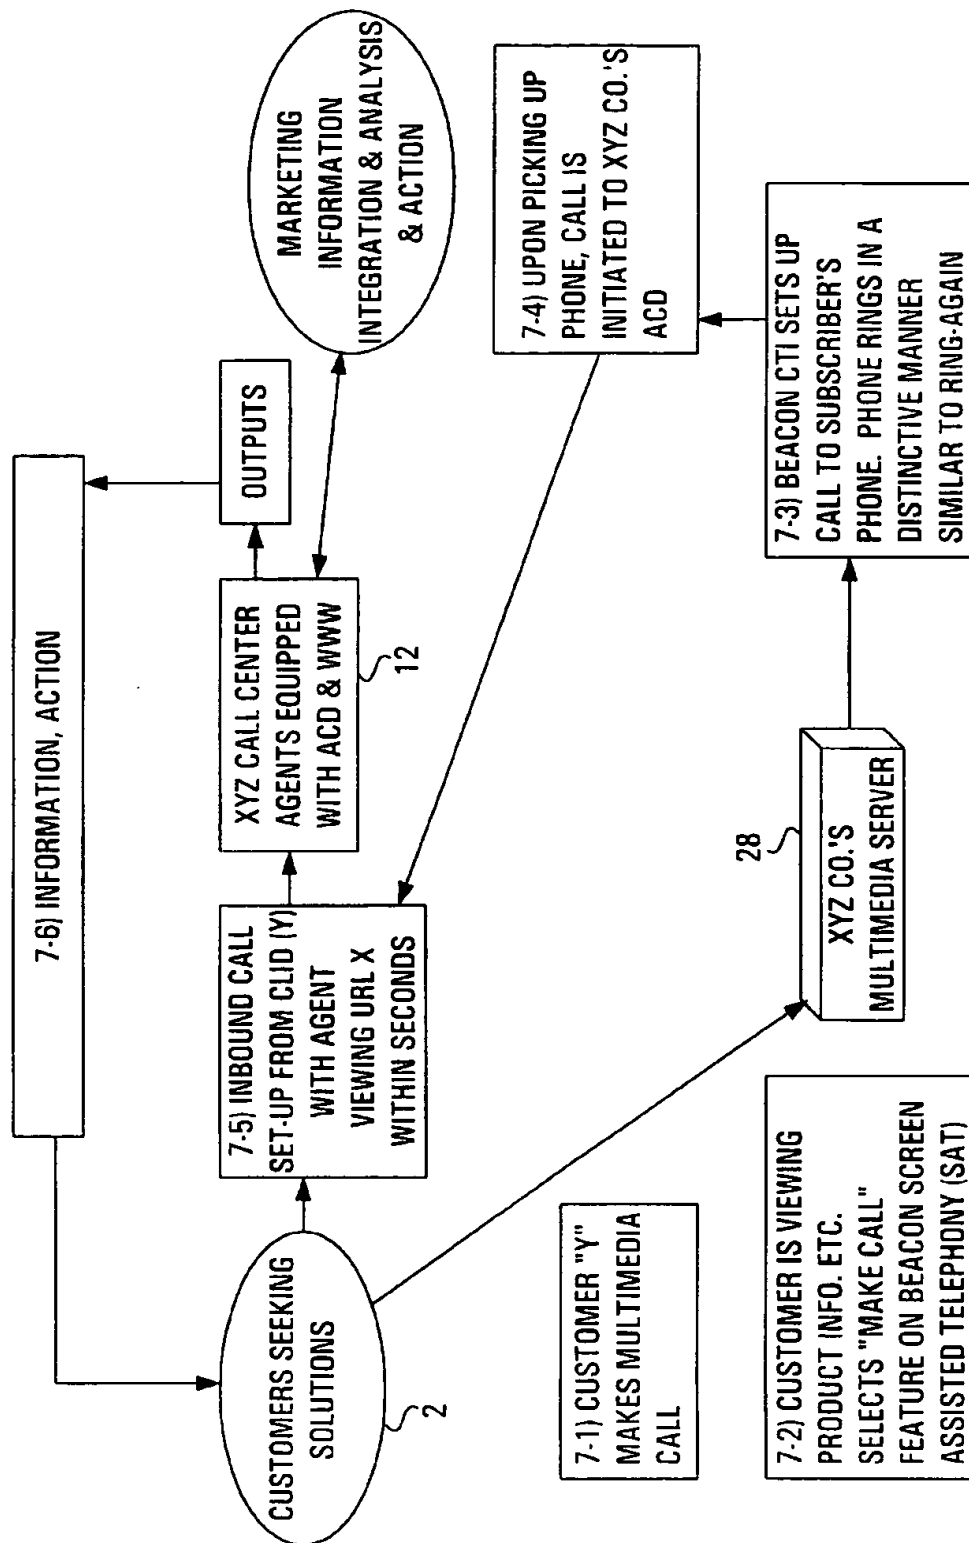 7-6) INFORMATION, ACTION
CUSTOMERS SEEKING
SOLUTIONS
2
7-5) INBOUND CALL
SET-UP FROM CLID (Y)
WITH AGENT
VIEWING URL X
WITHIN SECONDS
XYZ CALL CENTER
AGENTS EQUIPPED
WITH ACD & WWW
12
OUTPUTS
MARKETING
INFORMATION
INTEGRATION & ANALYSIS
& ACTION
7-1) CUSTOMER "Y"
MAKES MULTIMEDIA
CALL
7-4) UPON PICKING UP
PHONE, CALL IS
INITIATED TO XYZ CO.'S
ACD
7-2) CUSTOMER IS VIEWING
PRODUCT INFO. ETC.
SELECTS "MAKE CALL"
FEATURE ON BEACON SCREEN
ASSISTED TELEPHONY (SAT)
28
XYZ CO.'S
MULTIMEDIA SERVER
7-3) BEACON CTI SETS UP
CALL TO SUBSCRIBER'S
PHONE. PHONE RINGS IN A
DISTINCTIVE MANNER
SIMILAR TO RING-AGAIN